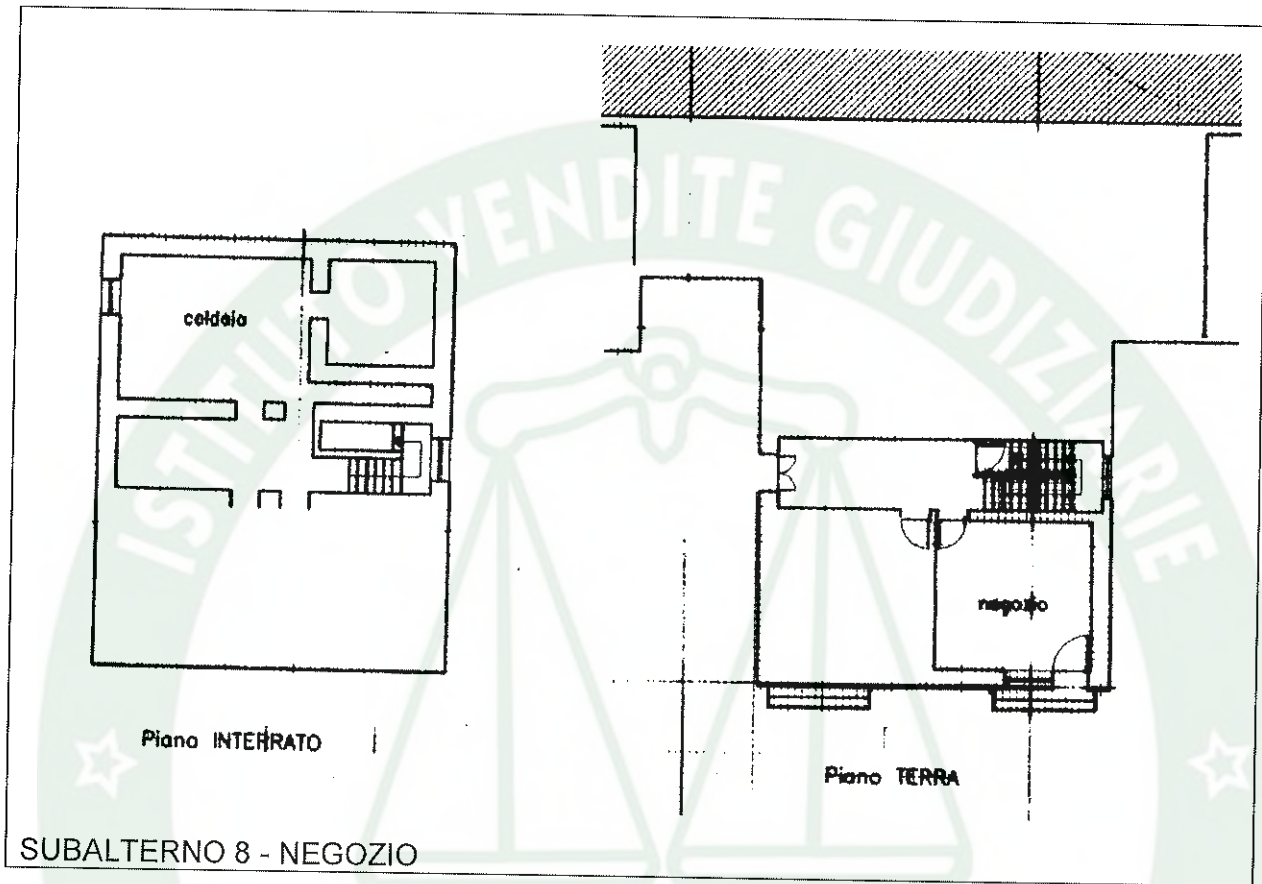 ISTITUTO VENDITE GIUDIZIARIE
caldaia
negozio
Piano INTERRATO
Piano TERRA
SUBALTERNO 8 - NEGOZIO